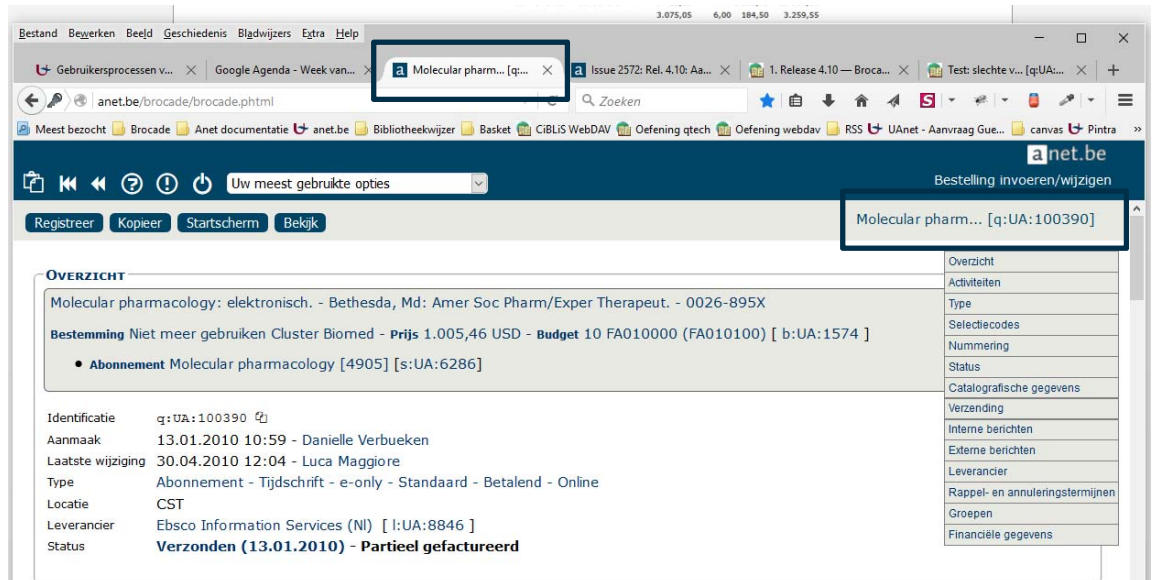 3.075,05 6,00 184,50 3.259,55
Bestand Bewerken Beeld Geschiedenis Bladwijzers Extra Help
Gebruikersprocessen v... Google Agenda - Week van... a Molecular pharm... [q:... a Issue 2572: Rel. 4.10: Aa... 1. Release 4.10 — Broca... Test: slechte v... [q:UA:...
anet.be/brocade/brocade.phtml Zoeken
Meest bezocht Brocade Anet documentatie anet.be Bibliotheekwijzer Basket CiBLiS WebDAV Oefening qtech Oefening webdav RSS UAnet - Aanvraag Gue... canvas Pintra »
anet.be
Uw meest gebruikte opties Bestelling invoeren/wijzigen
Registreer Kopieer Startscherm Bekijk Molecular pharm... [q:UA:100390]
OVERZICHT
Molecular pharmacology: elektronisch. - Bethesda, Md: Amer Soc Pharm/Exper Therapeut. - 0026-895X
Bestemming Niet meer gebruiken Cluster Biomed - Prijs 1.005,46 USD - Budget 10 FA010000 (FA010100) [ b:UA:1574 ]
• Abonnement Molecular pharmacology [4905] [s:UA:6286]
Identificatie q:UA:100390
Aanmaak 13.01.2010 10:59 - Danielle Verbueken
Laatste wijziging 30.04.2010 12:04 - Luca Maggiore
Type Abonnement - Tijdschrift - e-only - Standaard - Betalend - Online
Locatie CST
Leverancier Ebsco Information Services (Nl) [ l:UA:8846 ]
Status Verzonden (13.01.2010) - Partieel gefactureerd
Overzicht
Activiteiten
Type
Selectiecodes
Nummering
Status
Catalografische gegevens
Verzending
Interne berichten
Externe berichten
Leverancier
Rappel- en annuleringstermijnen
Groepen
Financiële gegevens